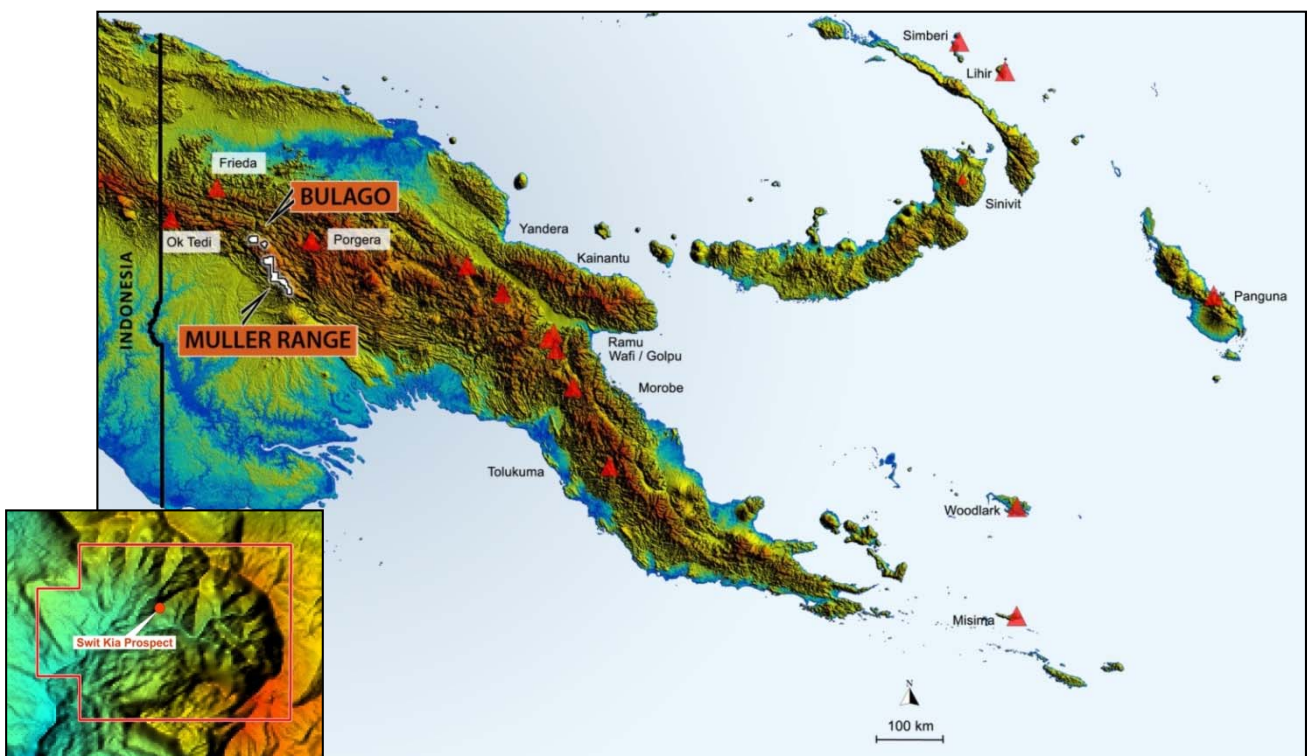 Simberi
Lihir
Frieda
BULAGO
Sinivit
Yandera
Ok Tedi
Porgera
Kainantu
INDONESIA
Panguna
MULLER RANGE
Ramu
Wafi / Golpu
Morobe
Tolukuma
Woodlark
Misima
Swit Kia Prospect
N
100 km